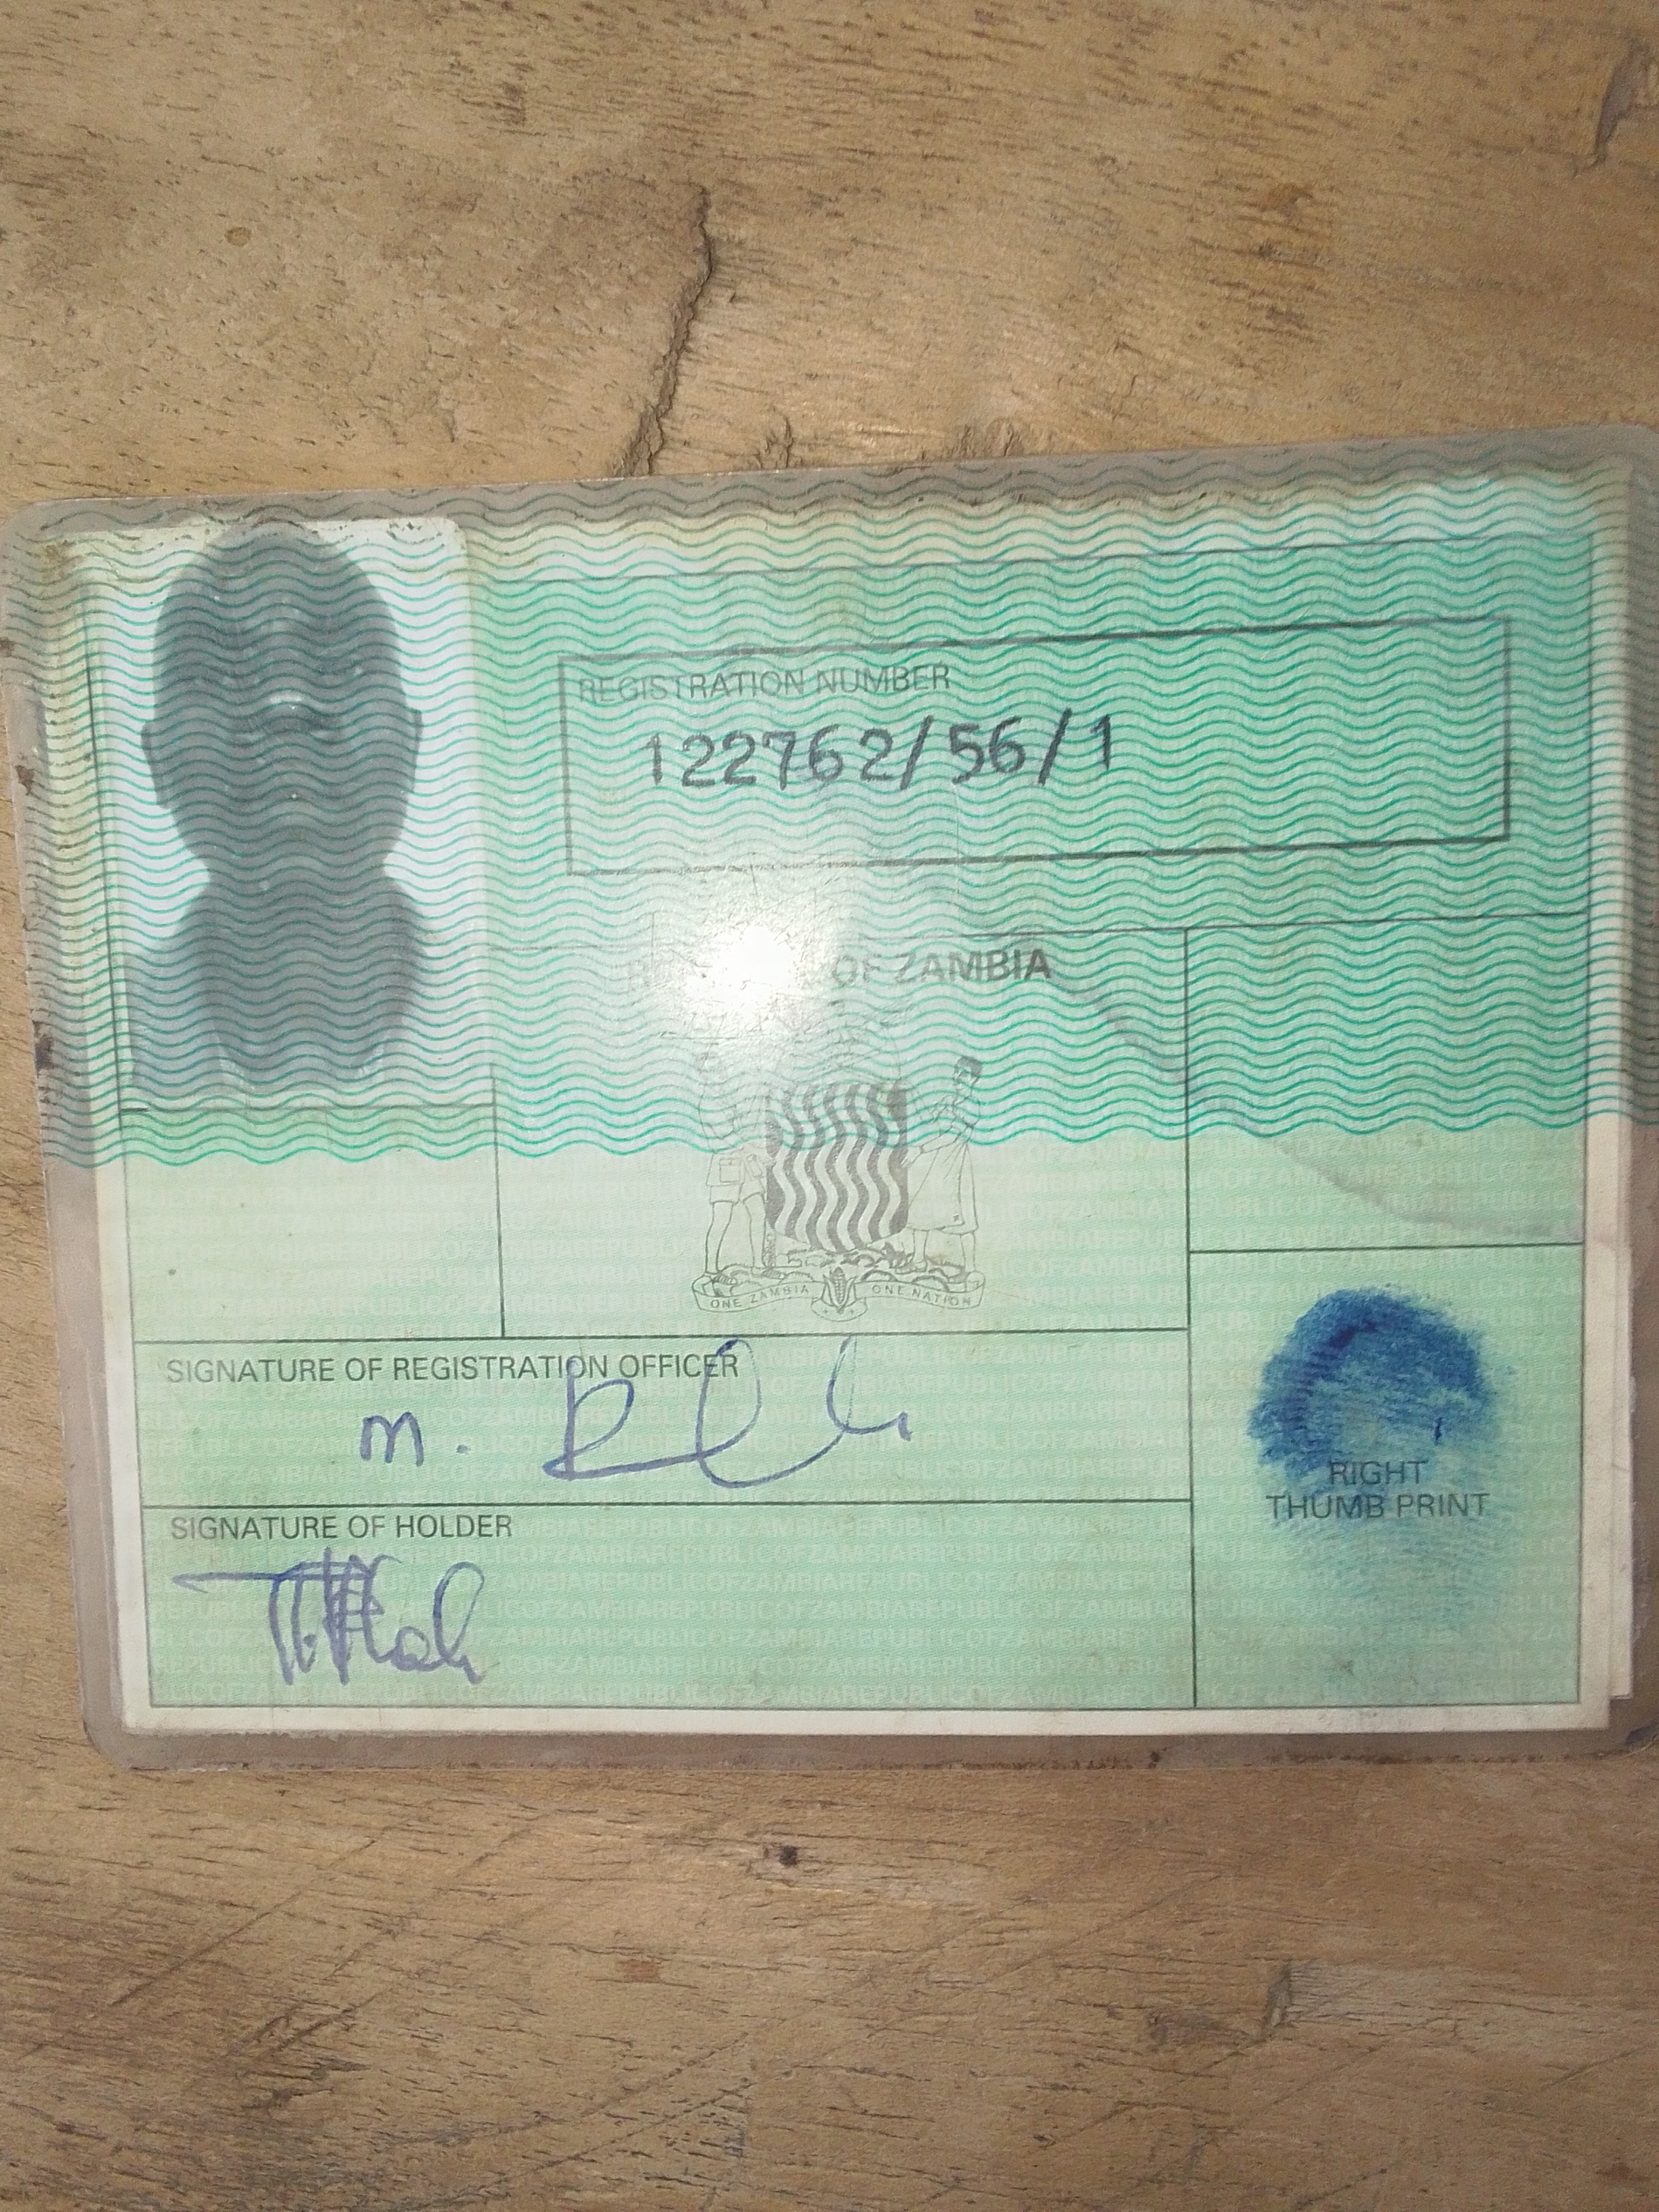 REGISTRATION NUMBER
122762/56/1
OF ZAMBIA
ONE ZAMBIA ONE NATION
SIGNATURE OF REGISTRATION OFFICER
M.
SIGNATURE OF HOLDER
RIGHT
THUMB PRINT